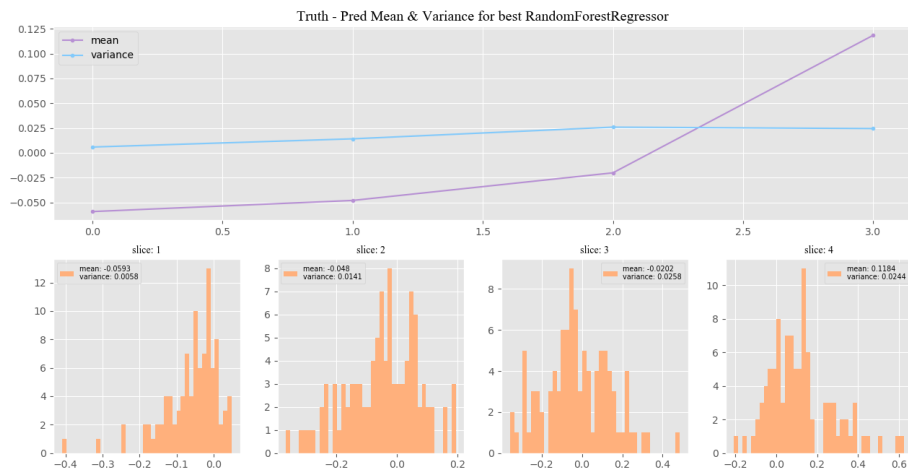 Truth - Pred Mean & Variance for best RandomForestRegressor
0.125
0.100
0.075
0.050
0.025
0.000
−0.025
−0.050
mean
variance
0.0 0.5 1.0 1.5 2.0 2.5 3.0
slice: 1
mean: -0.0593
variance: 0.0058
12
10
8
6
4
2
0
−0.4 −0.3 −0.2 −0.1 0.0
slice: 2
mean: -0.048
variance: 0.0141
8
7
6
5
4
3
2
1
0
−0.2 0.0 0.2
slice: 3
mean: -0.0202
variance: 0.0258
8
6
4
2
0
−0.2 0.0 0.2 0.4
slice: 4
mean: 0.1184
variance: 0.0244
10
8
6
4
2
0
−0.2 0.0 0.2 0.4 0.6